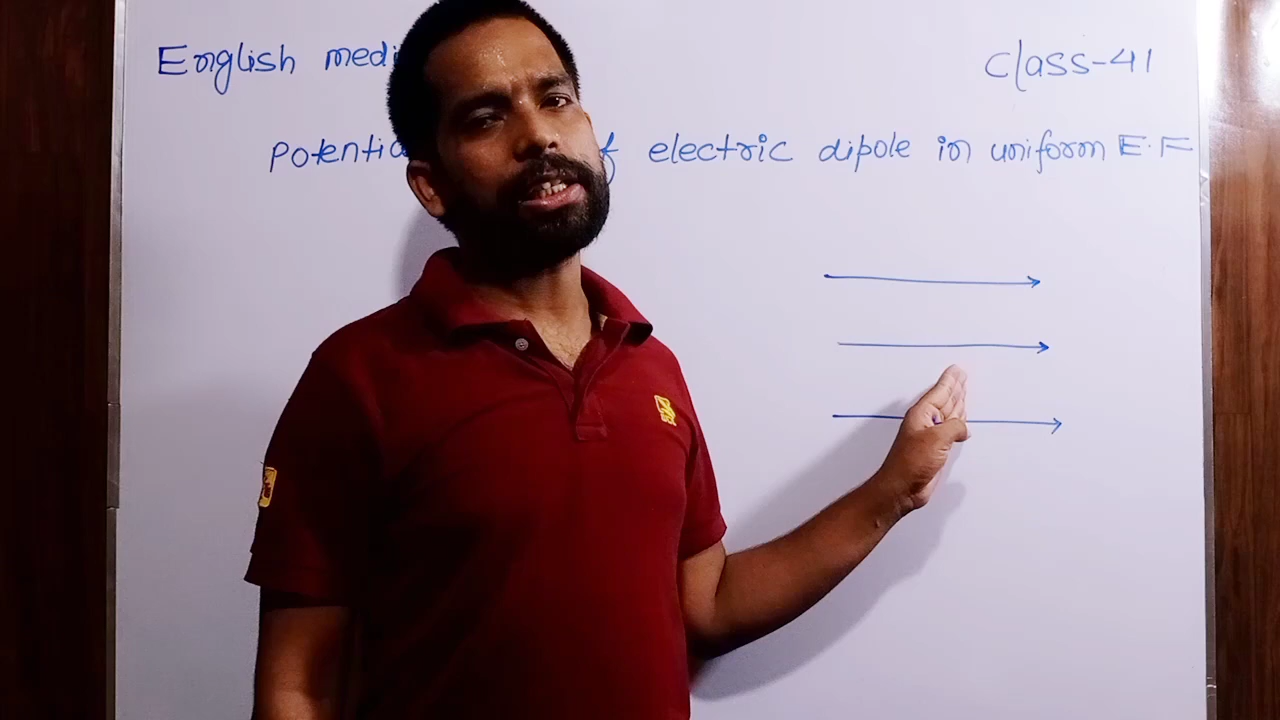 English medi
Class-41
Potentia f electric dipole in uniform E.F